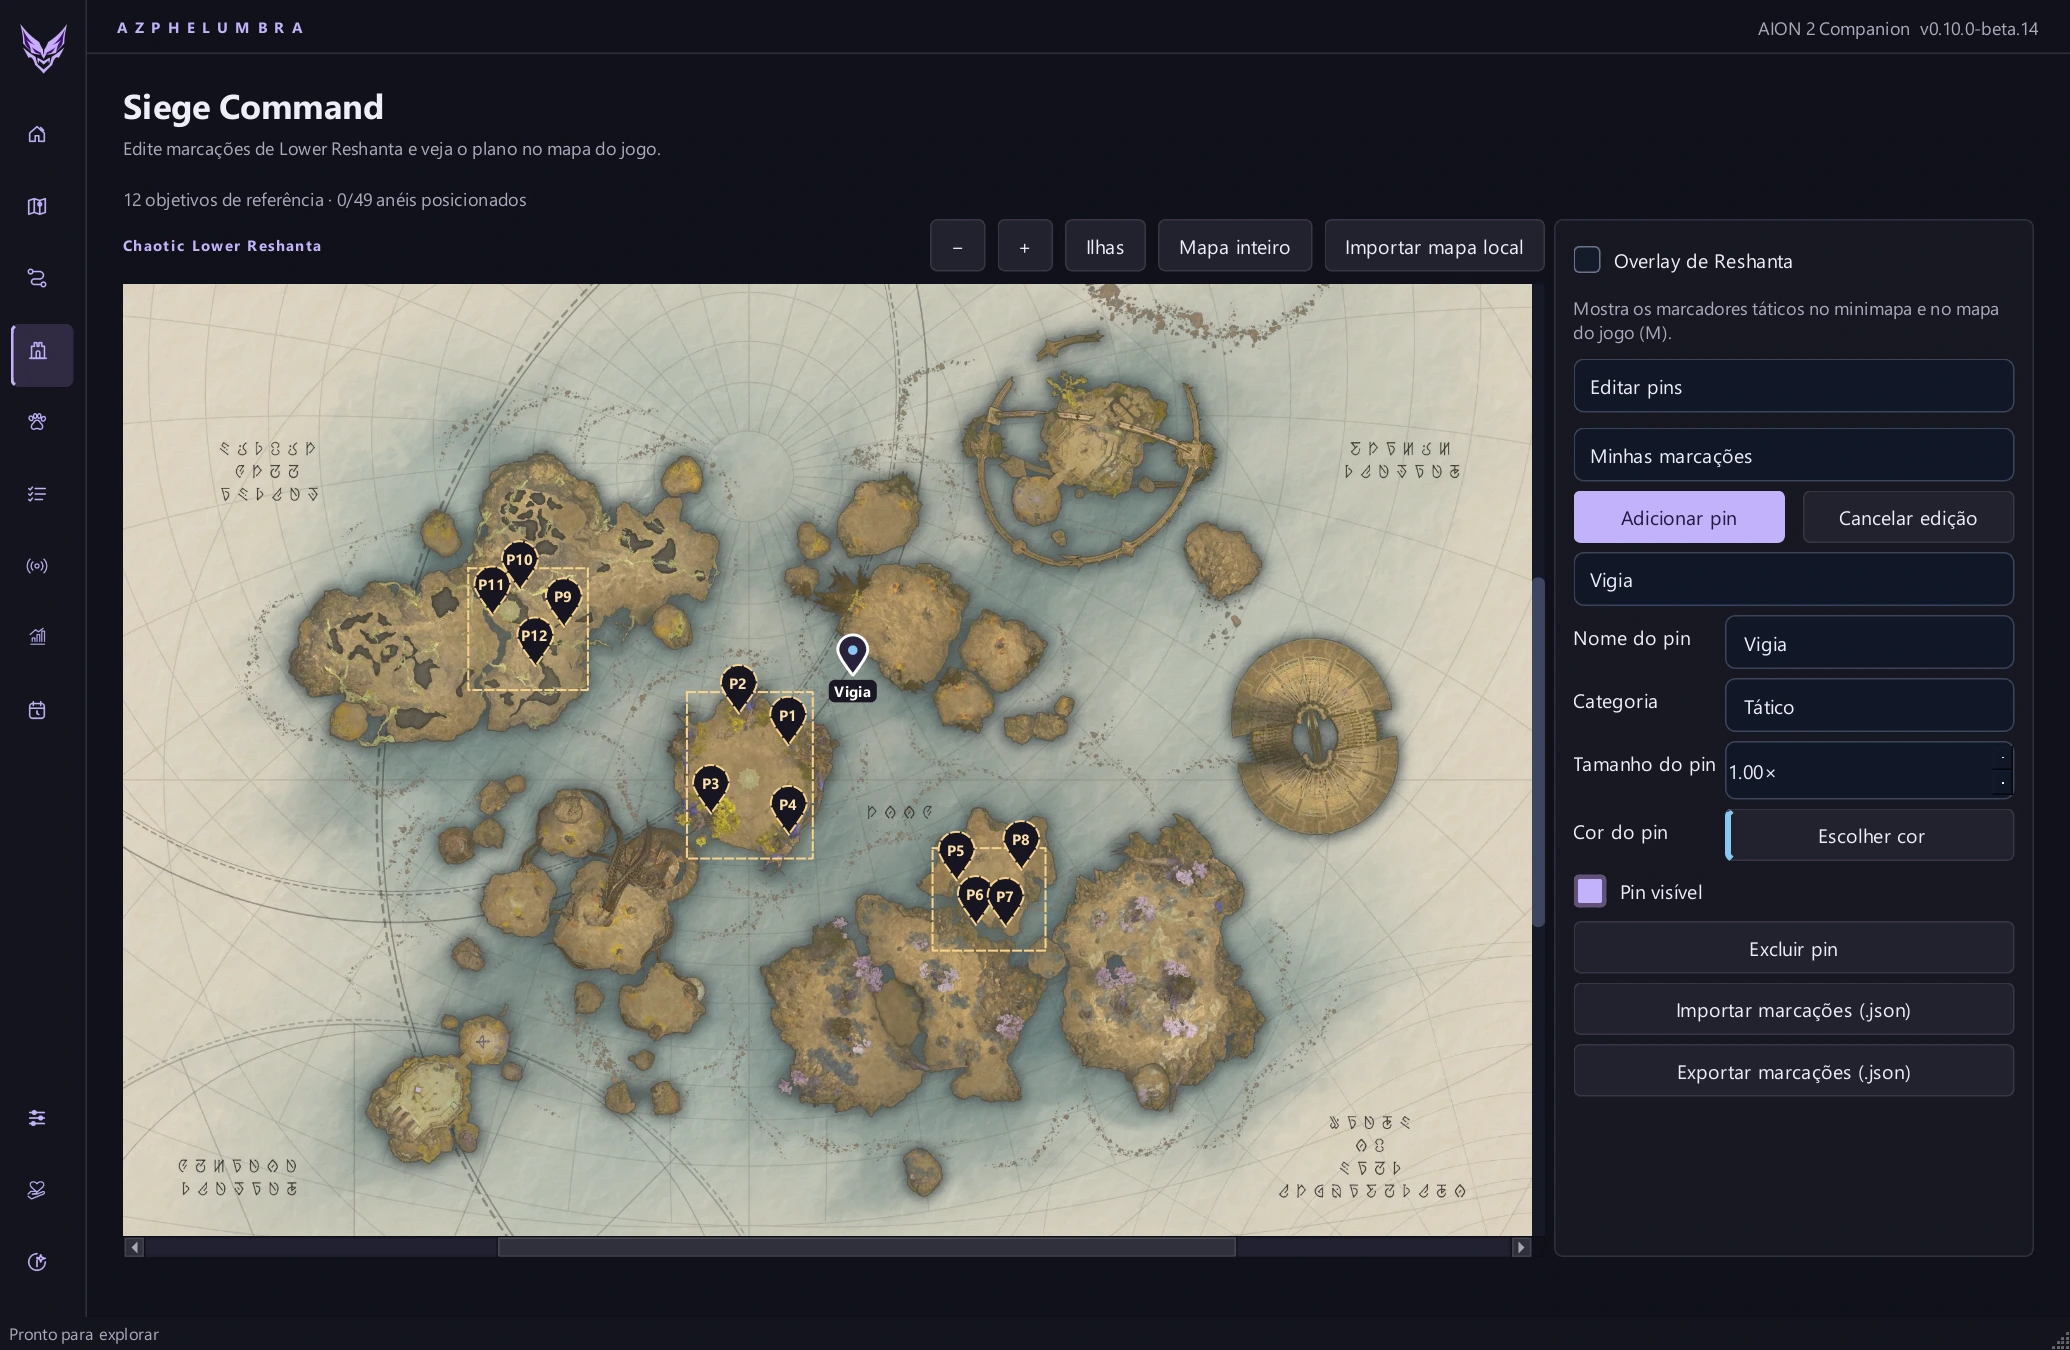 AZPHELUMBRA
AION 2 Companion v0.10.0-beta.14
Siege Command
Edite marcações de Lower Reshanta e veja o plano no mapa do jogo.
12 objetivos de referência · 0/49 anéis posicionados
Chaotic Lower Reshanta
−
+
Ilhas
Mapa inteiro
Importar mapa local
P10
P11
P9
P12
P2
P1
P3
P4
Vigia
P5
P8
P6
P7
Overlay de Reshanta
Mostra os marcadores táticos no minimapa e no mapa
do jogo (M).
Editar pins
Minhas marcações
Adicionar pin
Cancelar edição
Vigia
Nome do pin
Vigia
Categoria
Tático
Tamanho do pin
1.00×
Cor do pin
Escolher cor
Pin visível
Excluir pin
Importar marcações (.json)
Exportar marcações (.json)
Pronto para explorar